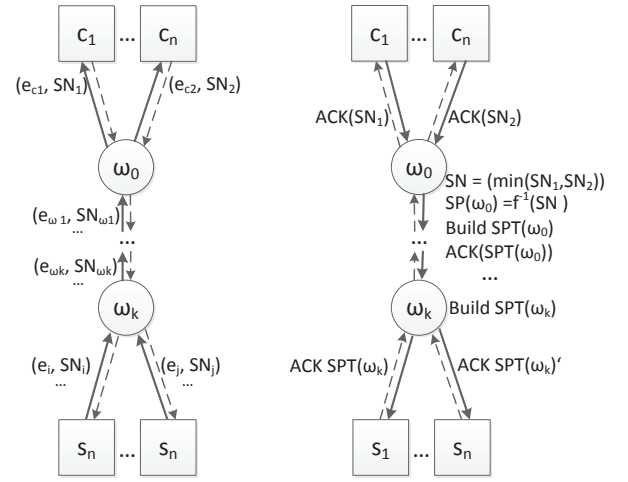 c1 ... cn
(ec1, SN1)
(ec2, SN2)
ω0
(eω 1, SNω1)
...
...
(eωk, SNωk)
...
ωk
(ei, SNi)
...
(ej, SNj)
...
sn ... sn
c1 ... cn
ACK(SN1)
ACK(SN2)
ω0
SN = (min(SN1,SN2))
SP(ω0) =f-1(SN )
Build SPT(ω0)
... ACK(SPT(ω0))
...
ωk
Build SPT(ωk)
ACK SPT(ωk)
ACK SPT(ωk)‘
s1 ... sn